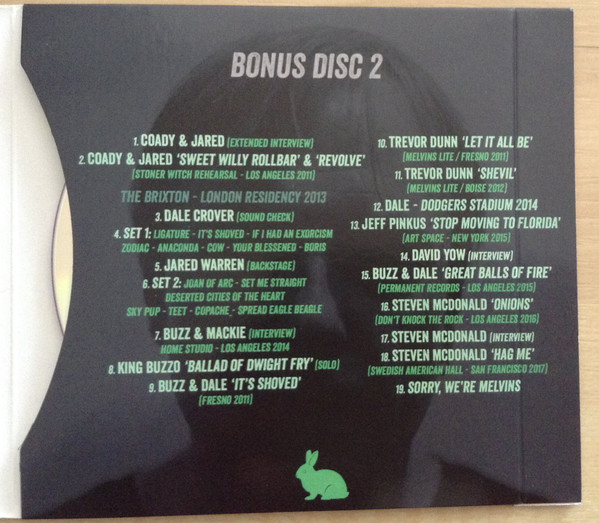 BONUS DISC 2
1. COADY & JARED (EXTENDED INTERVIEW)
2. COADY & JARED 'SWEET WILLY ROLLBAR' & 'REVOLVE'
(STONER WITCH REHEARSAL - LOS ANGELES 2011)
THE BRIXTON - LONDON RESIDENCY 2013
3. DALE CROVER (SOUND CHECK)
4. SET 1: LIGATURE - IT'S SHOVED - IF I HAD AN EXORCISM
ZODIAC - ANACONDA - COW - YOUR BLESSENED - BORIS
5. JARED WARREN (BACKSTAGE)
6. SET 2: JOAN OF ARC - SET ME STRAIGHT
DESERTED CITIES OF THE HEART
SKY PUP - TEET - COPACHE - SPREAD EAGLE BEAGLE
7. BUZZ & MACKIE (INTERVIEW)
HOME STUDIO - LOS ANGELES 2014
8. KING BUZZO 'BALLAD OF DWIGHT FRY' (SOLO)
9. BUZZ & DALE 'IT'S SHOVED'
(FRESNO 2011)
10. TREVOR DUNN 'LET IT ALL BE'
(MELVINS LITE / FRESNO 2011)
11. TREVOR DUNN 'SHEVIL'
(MELVINS LITE / BOISE 2012)
12. DALE - DODGERS STADIUM 2014
13. JEFF PINKUS 'STOP MOVING TO FLORIDA'
(ART SPACE - NEW YORK 2015)
14. DAVID YOW (INTERVIEW)
15. BUZZ & DALE 'GREAT BALLS OF FIRE'
(PERMANENT RECORDS - LOS ANGELES 2015)
16. STEVEN MCDONALD 'ONIONS'
(DON'T KNOCK THE ROCK - LOS ANGELES 2016)
17. STEVEN MCDONALD (INTERVIEW)
18. STEVEN MCDONALD 'HAG ME'
(SWEDISH AMERICAN HALL - SAN FRANCISCO 2017)
19. SORRY, WE'RE MELVINS